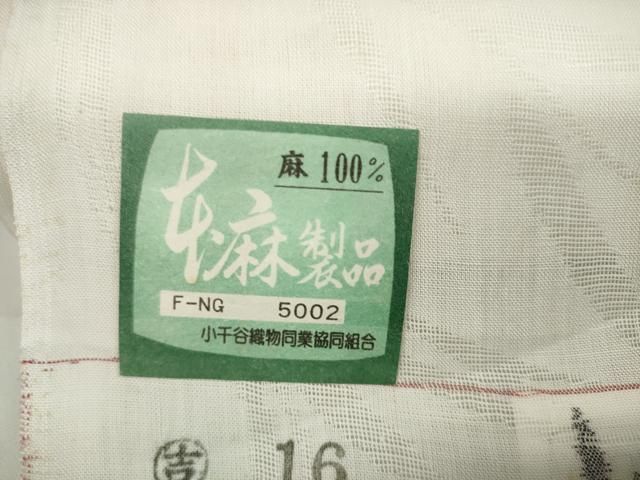 麻 100%
本麻製品
F-NG 5002
小千谷織物同業協同組合
吉 16